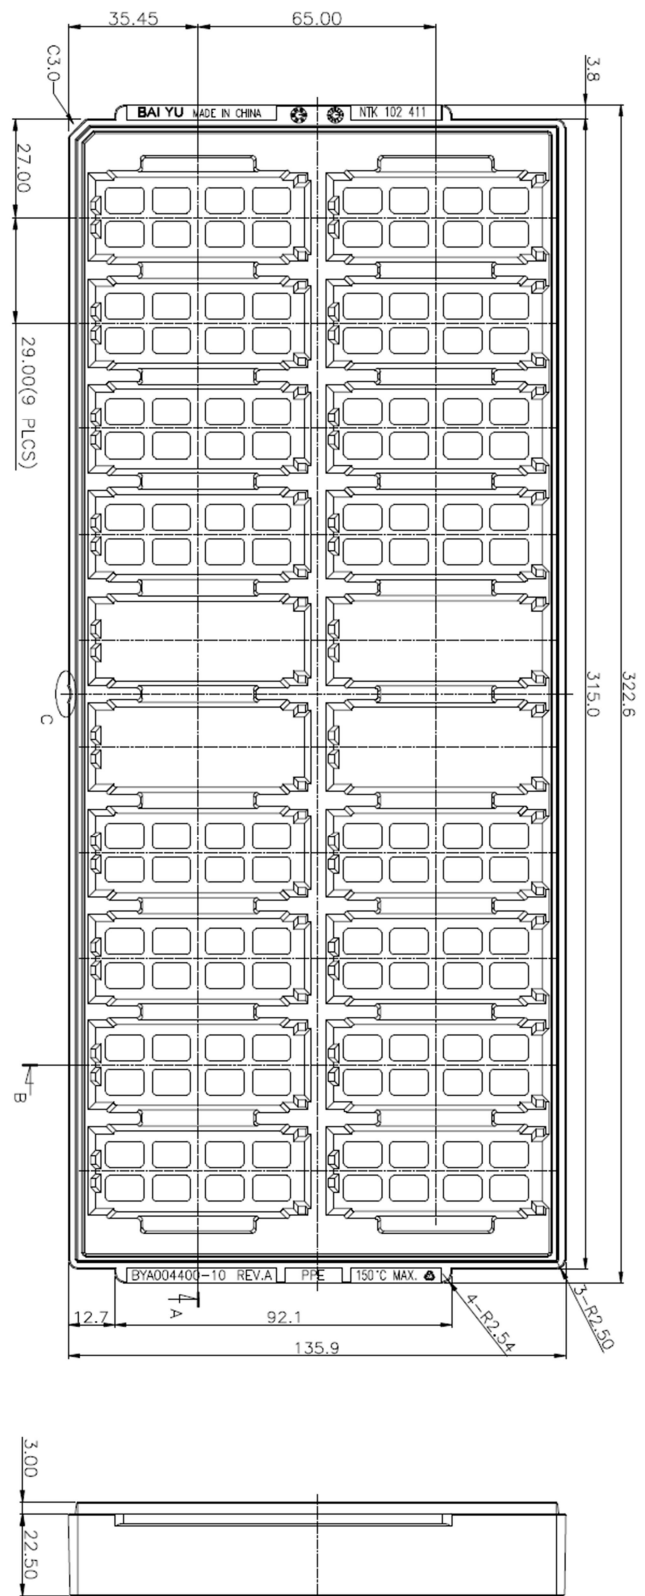 35.45
65.00
C3.0
3.8
BAI YU MADE IN CHINA
NTK 102 411
27.00
29.00(9 PLCS)
315.0
322.6
C
B
BYA004400-10 REV.A
PPE
150°C MAX.
A
12.7
92.1
4-R2.54
3-R2.50
135.9
3.00
22.50